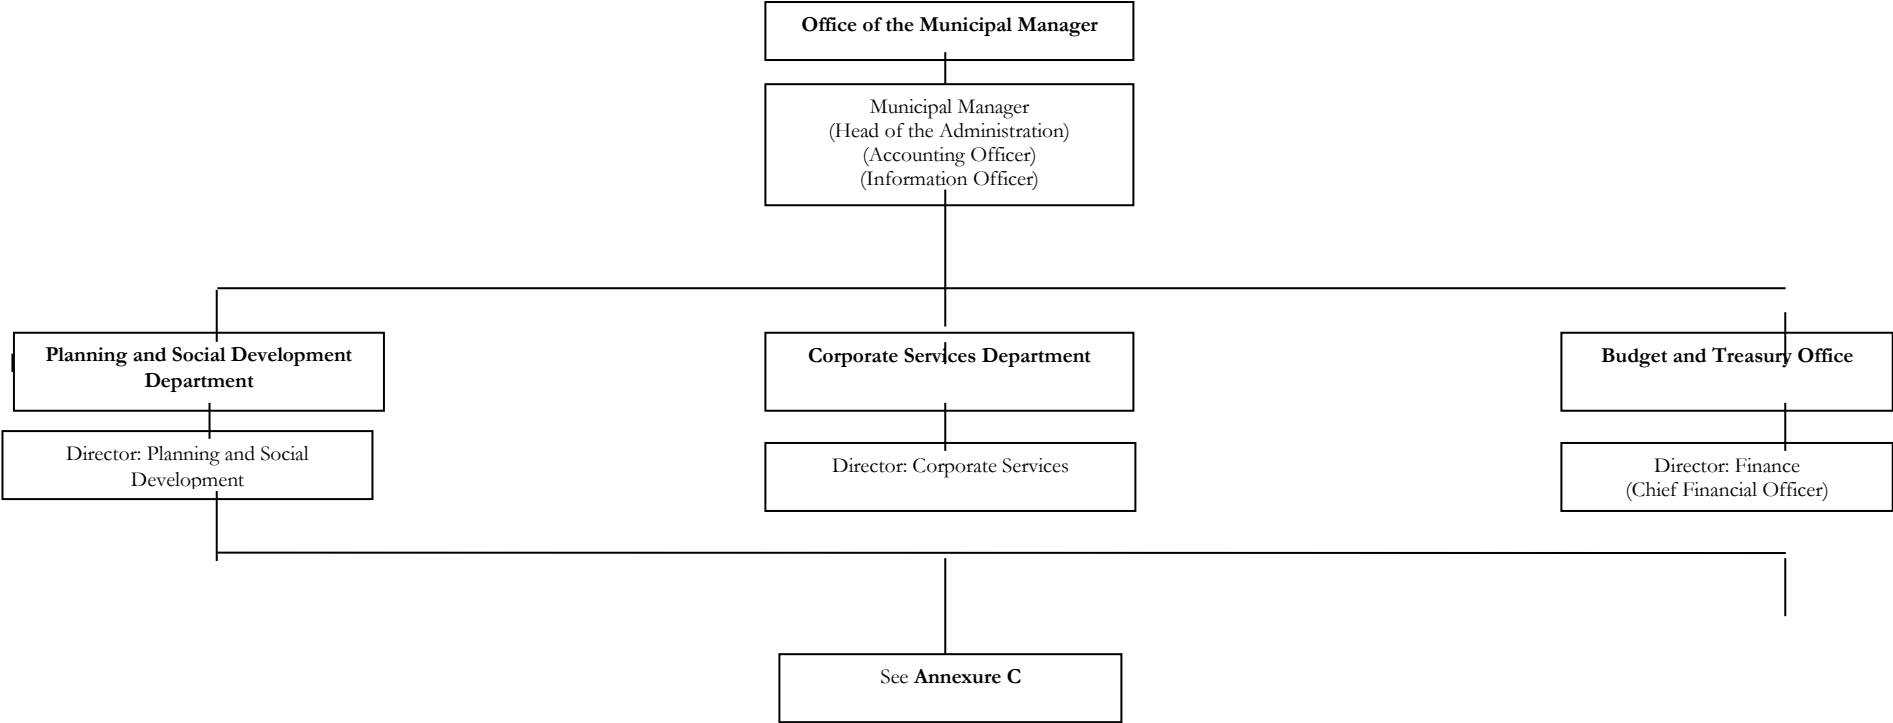 Office of the Municipal Manager
Municipal Manager
(Head of the Administration)
(Accounting Officer)
(Information Officer)
Planning and Social Development
Department
Corporate Services Department
Budget and Treasury Office
Director: Planning and Social
Development
Director: Corporate Services
Director: Finance
(Chief Financial Officer)
See Annexure C